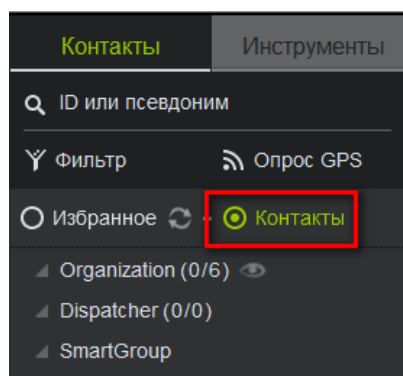 Контакты Инструменты
ID или псевдоним
Фильтр Опрос GPS
Избранное Контакты
Organization (0/6)
Dispatcher (0/0)
SmartGroup